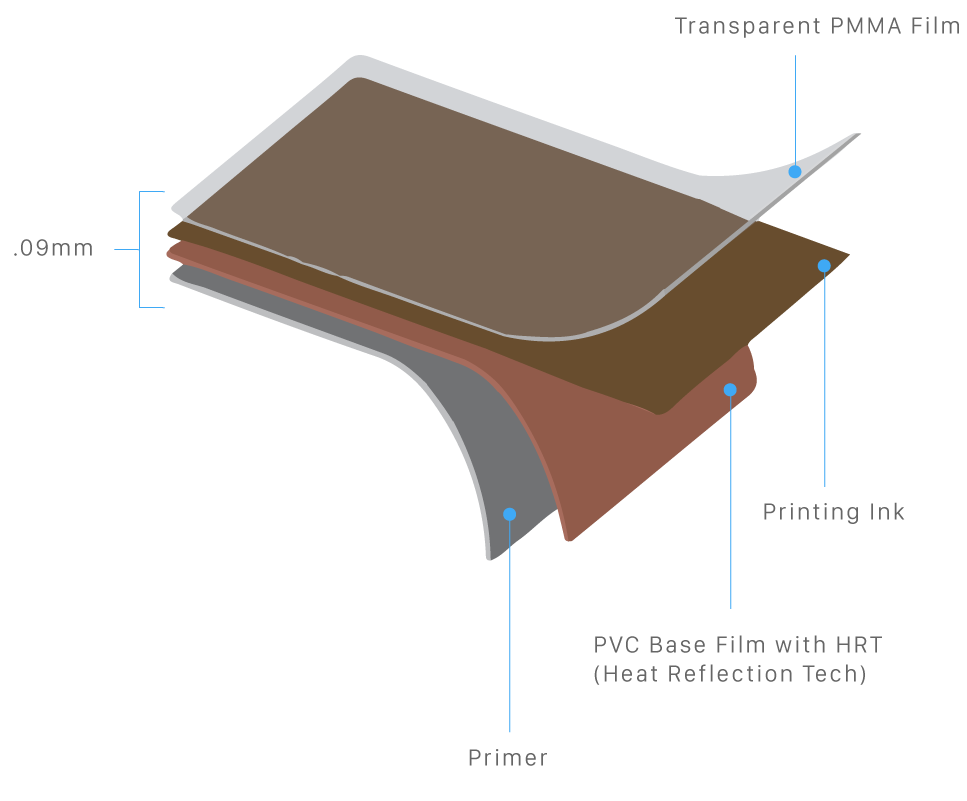 Transparent PMMA Film
.09mm
Printing Ink
PVC Base Film with HRT
(Heat Reflection Tech)
Primer